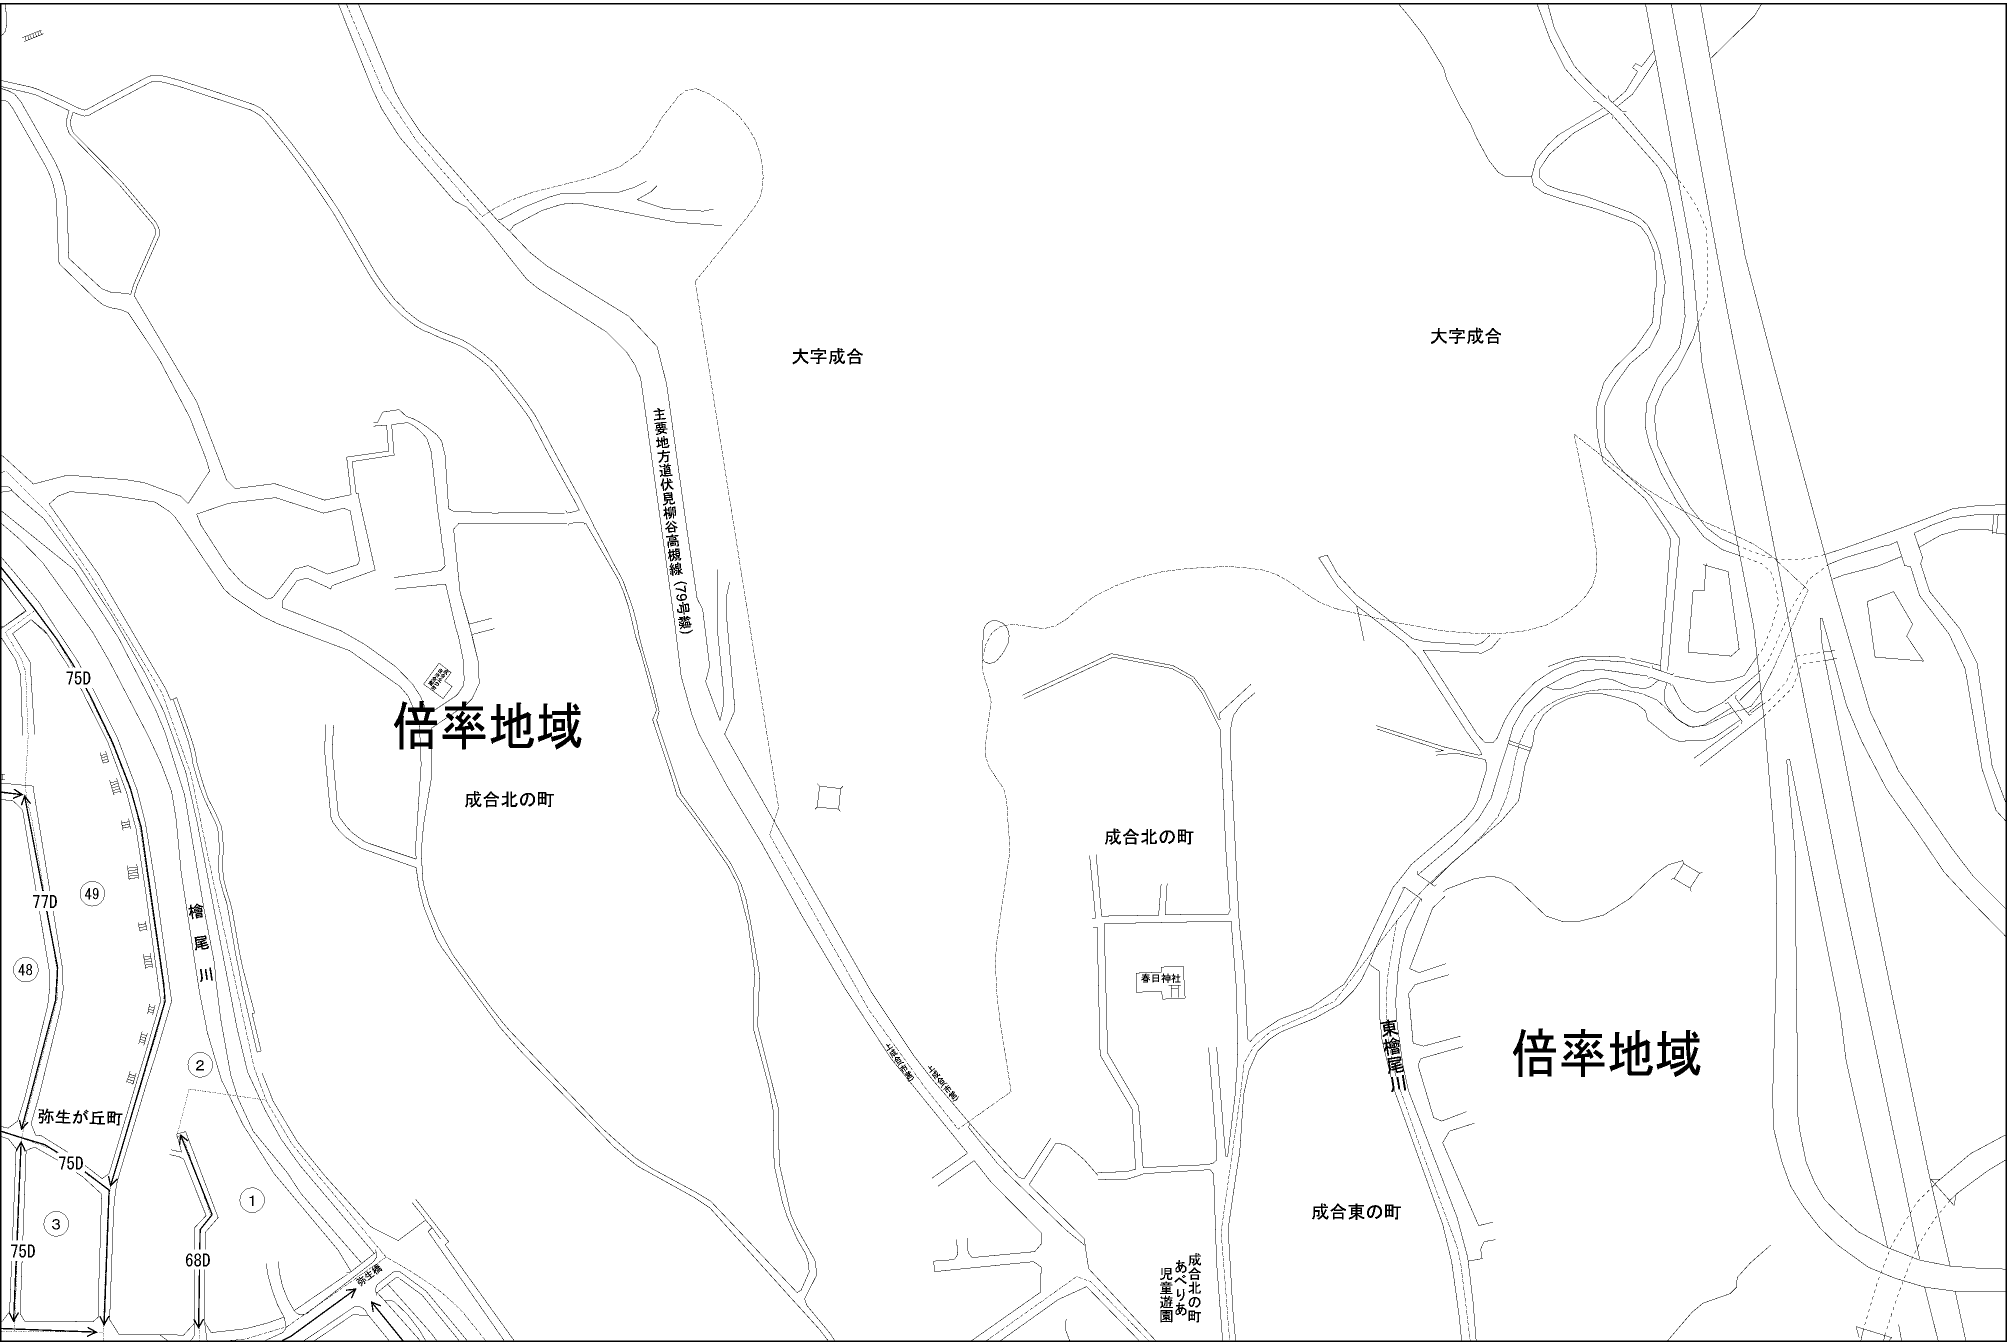 大字成合
大字成合
主要地方道伏見柳谷高槻線(79号線)
75D
倍率地域
成合北の町
成合北の町
77D
49
檜尾川
48
春日神社
東檜尾川
倍率地域
2
弥生が丘町
75D
1
3
成合東の町
75D
68D
成合北の町
あべりあ
児童遊園
弥生橋